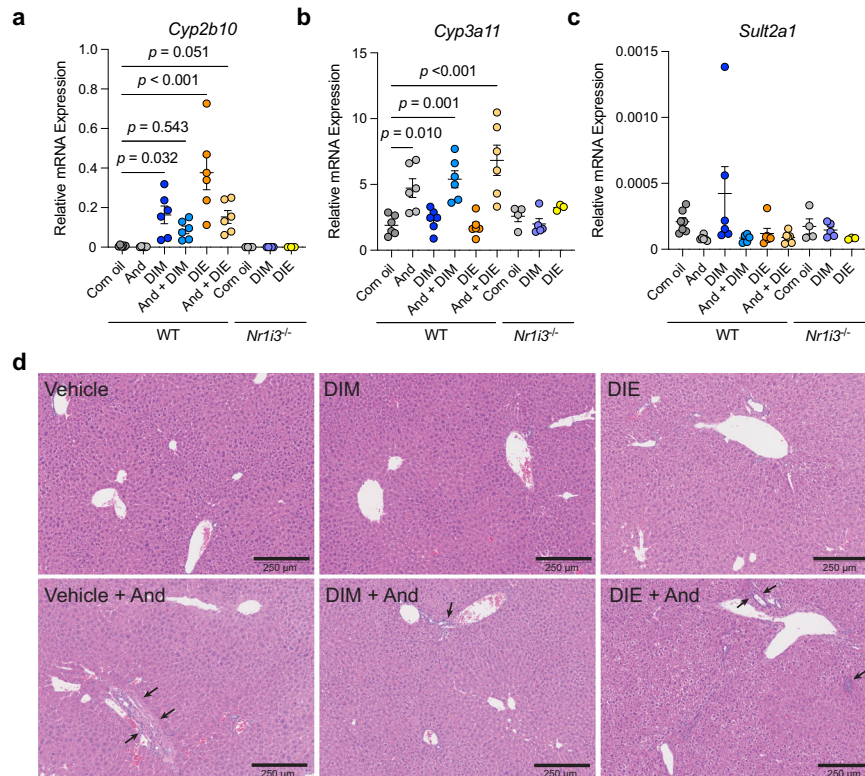 a
Cyp2b10
p = 0.051
p < 0.001
p = 0.543
p = 0.032
Relative mRNA Expression
1.0
0.8
0.6
0.4
0.2
0.0
Corn oil
And
DIM
And + DIM
DIE
And + DIE
Corn oil
DIM
DIE
WT
Nr1i3-/-
b
Cyp3a11
p <0.001
p = 0.001
p = 0.010
Relative mRNA Expression
15
10
5
0
Corn oil
And
DIM
And + DIM
DIE
And + DIE
Corn oil
DIM
DIE
WT
Nr1i3-/-
c
Sult2a1
Relative mRNA Expression
0.0015
0.0010
0.0005
0.0000
Corn oil
And
DIM
And + DIM
DIE
And + DIE
Corn oil
DIM
DIE
WT
Nr1i3-/-
d
Vehicle
250 µm
DIM
250 µm
DIE
250 µm
Vehicle + And
250 µm
DIM + And
250 µm
DIE + And
250 µm